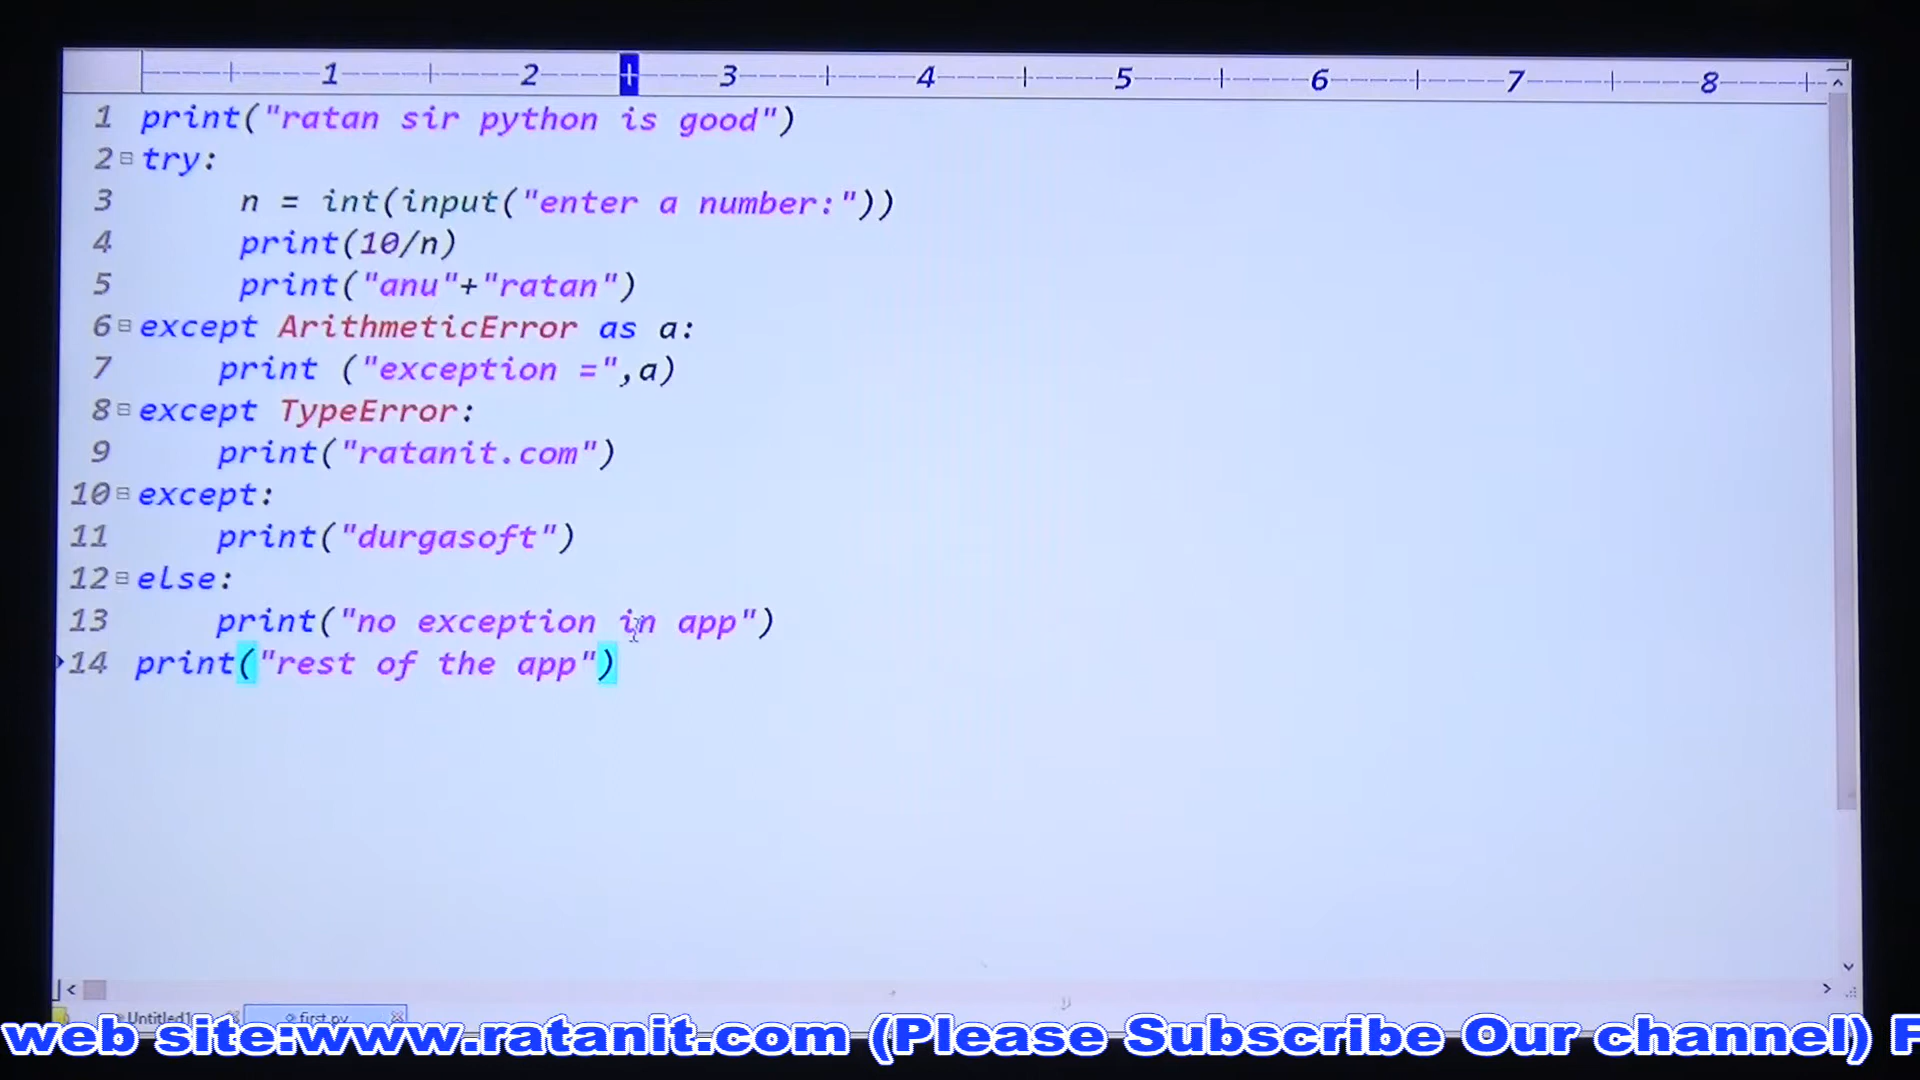 1 2 3 4 5 6 7 8
1 print("ratan sir python is good")
2 try:
3 n = int(input("enter a number:"))
4 print(10/n)
5 print("anu"+"ratan")
6 except ArithmeticError as a:
7 print ("exception =",a)
8 except TypeError:
9 print("ratanit.com")
10 except:
11 print("durgasoft")
12 else:
13 print("no exception in app")
14 print("rest of the app")
Untitled1 first.py
web site:www.ratanit.com (Please Subscribe Our channel) F